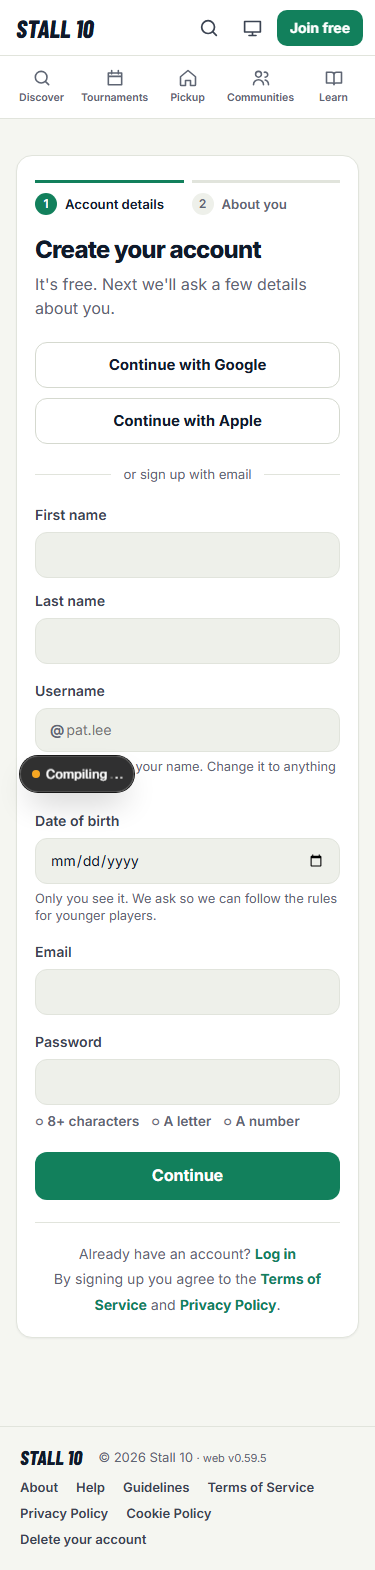 STALL 10
Join free
Discover Tournaments Pickup Communities Learn
1 Account details 2 About you
Create your account
It's free. Next we'll ask a few details
about you.
Continue with Google
Continue with Apple
or sign up with email
First name
Last name
Username
@pat.lee
Compiling ...
your name. Change it to anything
Date of birth
mm/dd/yyyy
Only you see it. We ask so we can follow the rules
for younger players.
Email
Password
8+ characters A letter A number
Continue
Already have an account? Log in
By signing up you agree to the Terms of
Service and Privacy Policy.
STALL 10 © 2026 Stall 10 · web v0.59.5
About Help Guidelines Terms of Service
Privacy Policy Cookie Policy
Delete your account